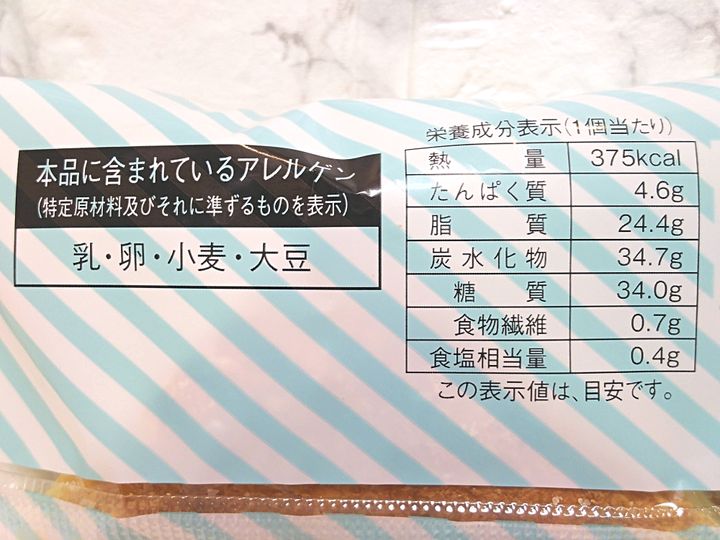 本品に含まれているアレルゲン
(特定原材料及びそれに準ずるものを表示)
乳・卵・小麦・大豆
栄養成分表示(1個当たり)
熱量 375kcal
たんぱく質 4.6g
脂質 24.4g
炭水化物 34.7g
糖質 34.0g
食物繊維 0.7g
食塩相当量 0.4g
この表示値は、目安です。